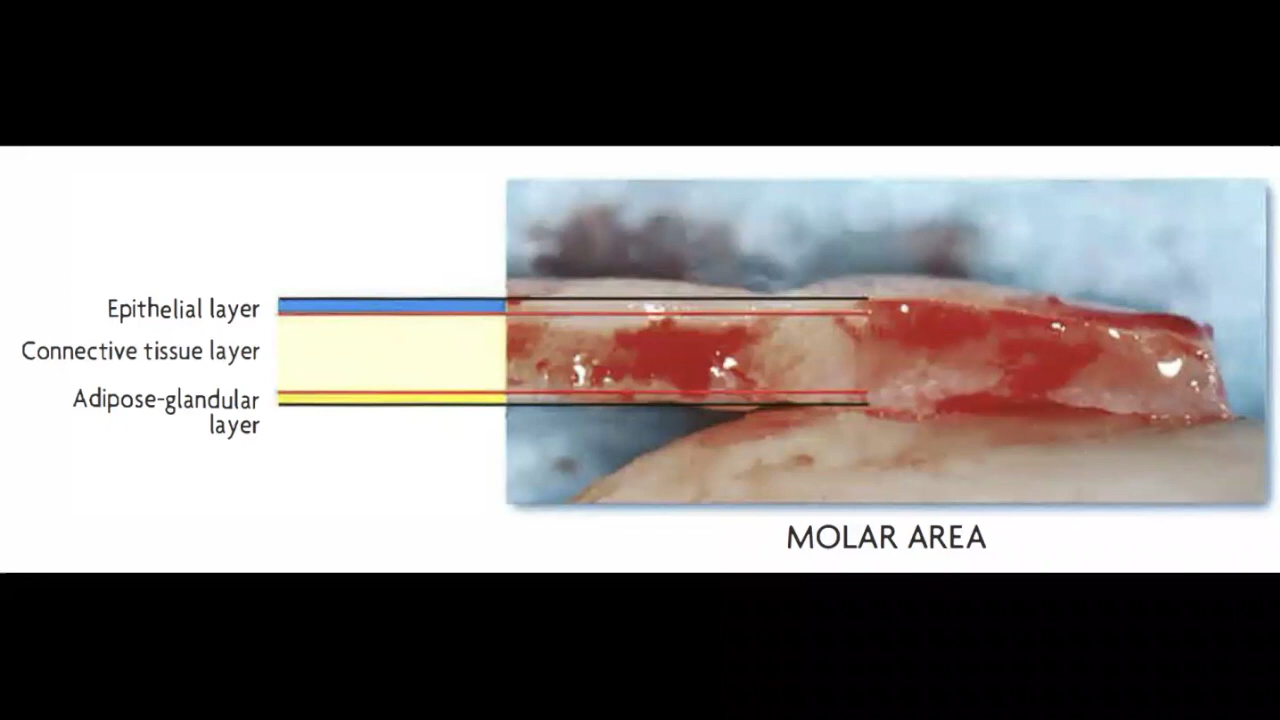 Epithelial layer
Connective tissue layer
Adipose-glandular
layer
MOLAR AREA